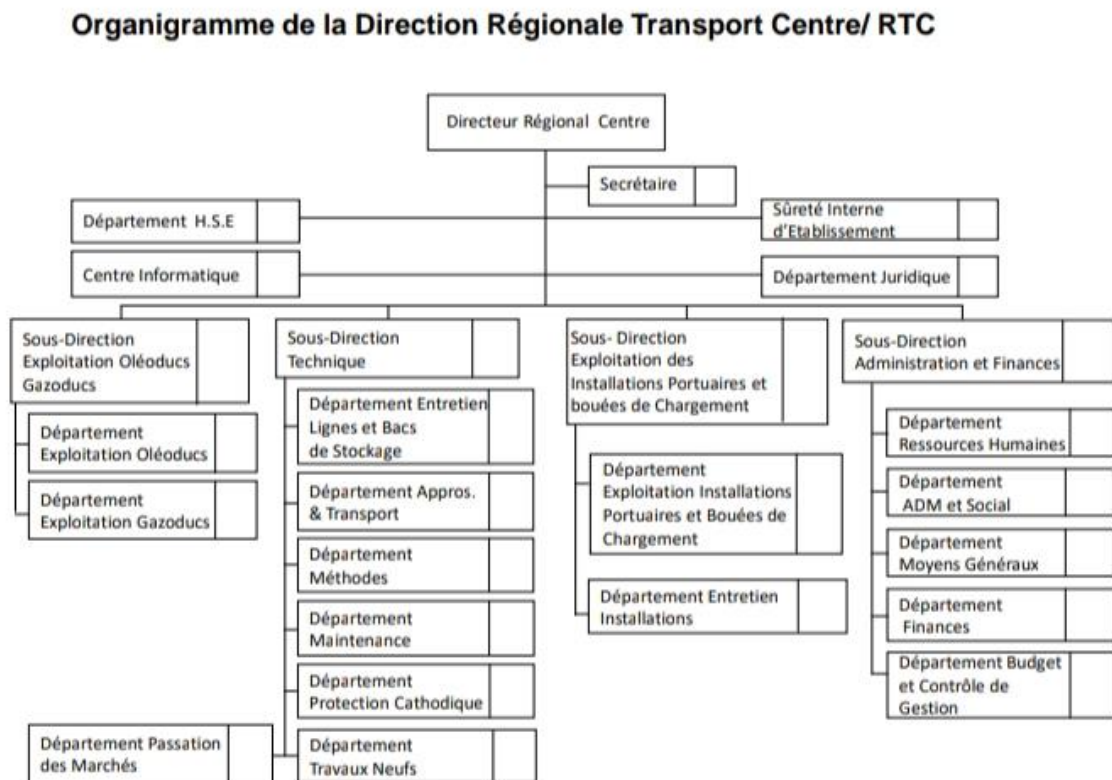 Organigramme de la Direction Régionale Transport Centre/ RTC
Directeur Régional Centre
Secrétaire
Département H.S.E
Sûreté Interne
d'Etablissement
Centre Informatique
Département Juridique
Sous-Direction
Exploitation Oléoducs
Gazoducs
Département
Exploitation Oléoducs
Département
Exploitation Gazoducs
Sous-Direction
Technique
Département Entretien
Lignes et Bacs
de Stockage
Département Appros.
& Transport
Département
Méthodes
Département
Maintenance
Département
Protection Cathodique
Département Passation
des Marchés
Département
Travaux Neufs
Sous- Direction
Exploitation des
Installations Portuaires et
bouées de Chargement
Département
Exploitation Installations
Portuaires et Bouées de
Chargement
Département Entretien
Installations
Sous-Direction
Administration et Finances
Département
Ressources Humaines
Département
ADM et Social
Département
Moyens Généraux
Département
Finances
Département Budget
et Contrôle de
Gestion